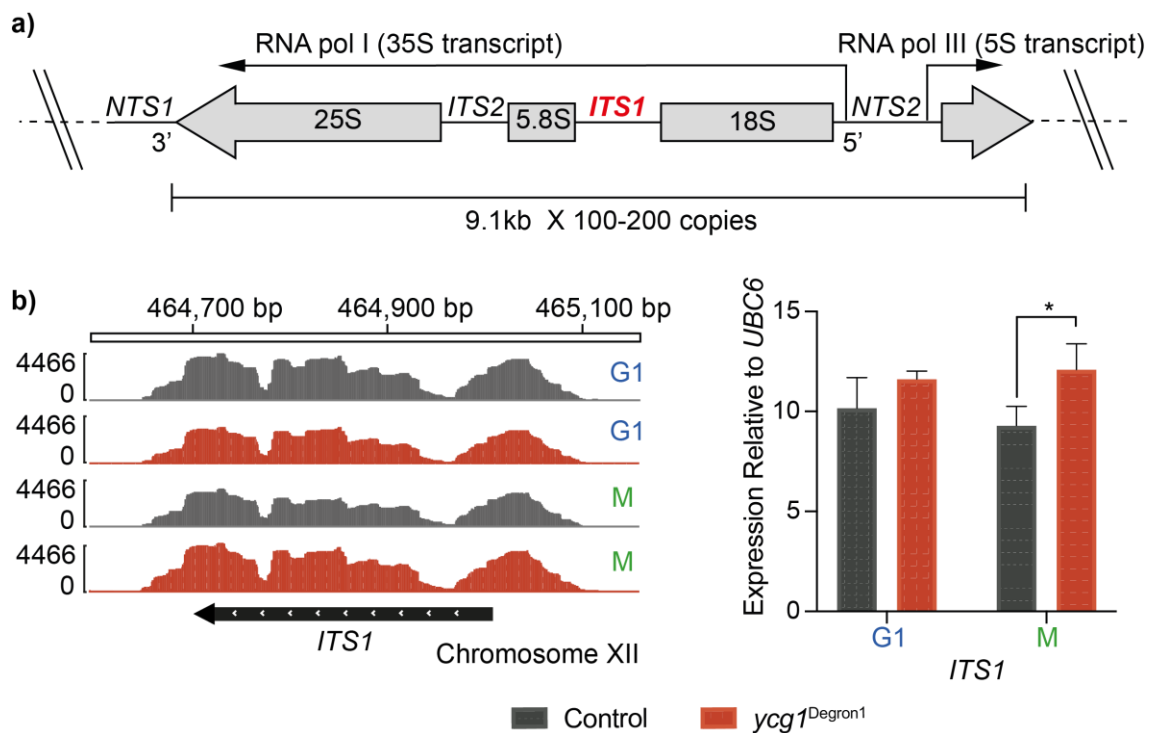 a)
RNA pol I (35S transcript) RNA pol III (5S transcript)
NTS1 25S ITS2 5.8S ITS1 18S NTS2
3’ 5’
9.1kb X 100-200 copies
b)
464,700 bp 464,900 bp 465,100 bp
4466
0
G1
4466
0
G1
4466
0
M
4466
0
M
ITS1
Chromosome XII
Expression Relative to UBC6
15
10
5
0
*
G1 M
ITS1
Control ycg1Degron1